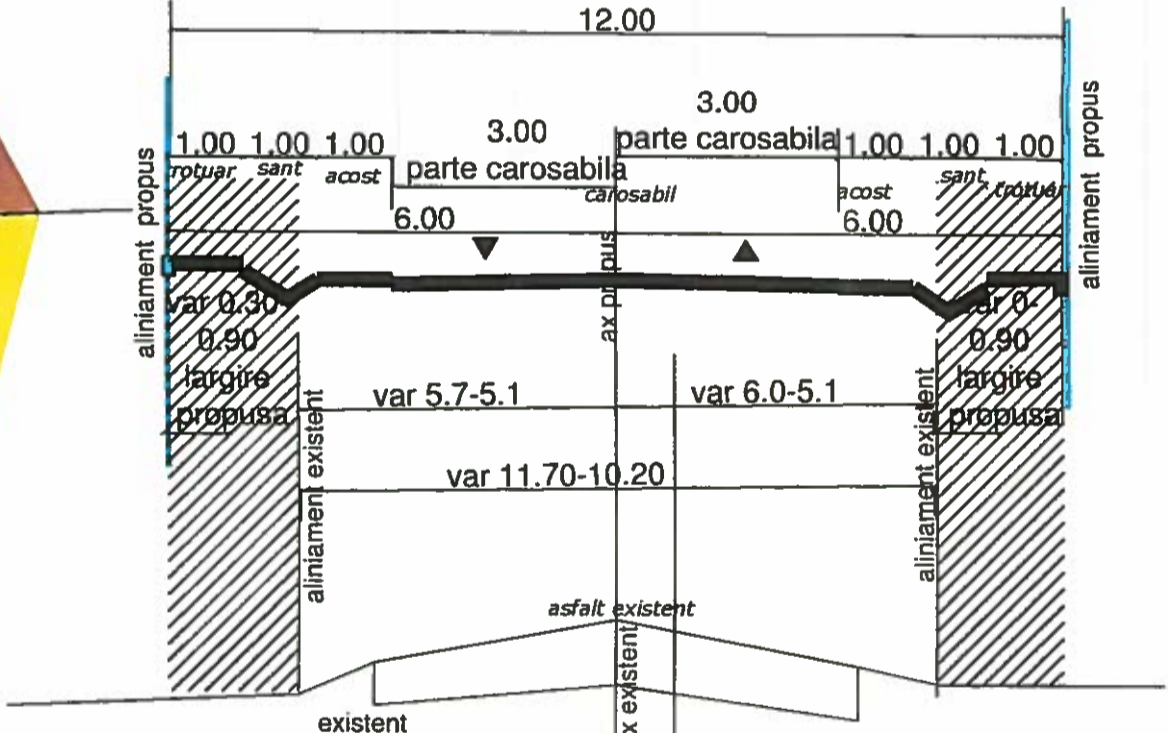 12.00
3.00
3.00
parte carosabila
1.00 1.00 1.00
parte carosabila
1.00 1.00 1.00
rotuar sant acost
carosabil
acost sant trotuar
6.00
6.00
aliniament propus
aliniament propus
ax propus
var 0.30-
0.90
largire
propusa
var 0-
0.90
largire
propusa
var 5.7-5.1
var 6.0-5.1
var 11.70-10.20
aliniament existent
aliniament existent
asfalt existent
x existent
existent